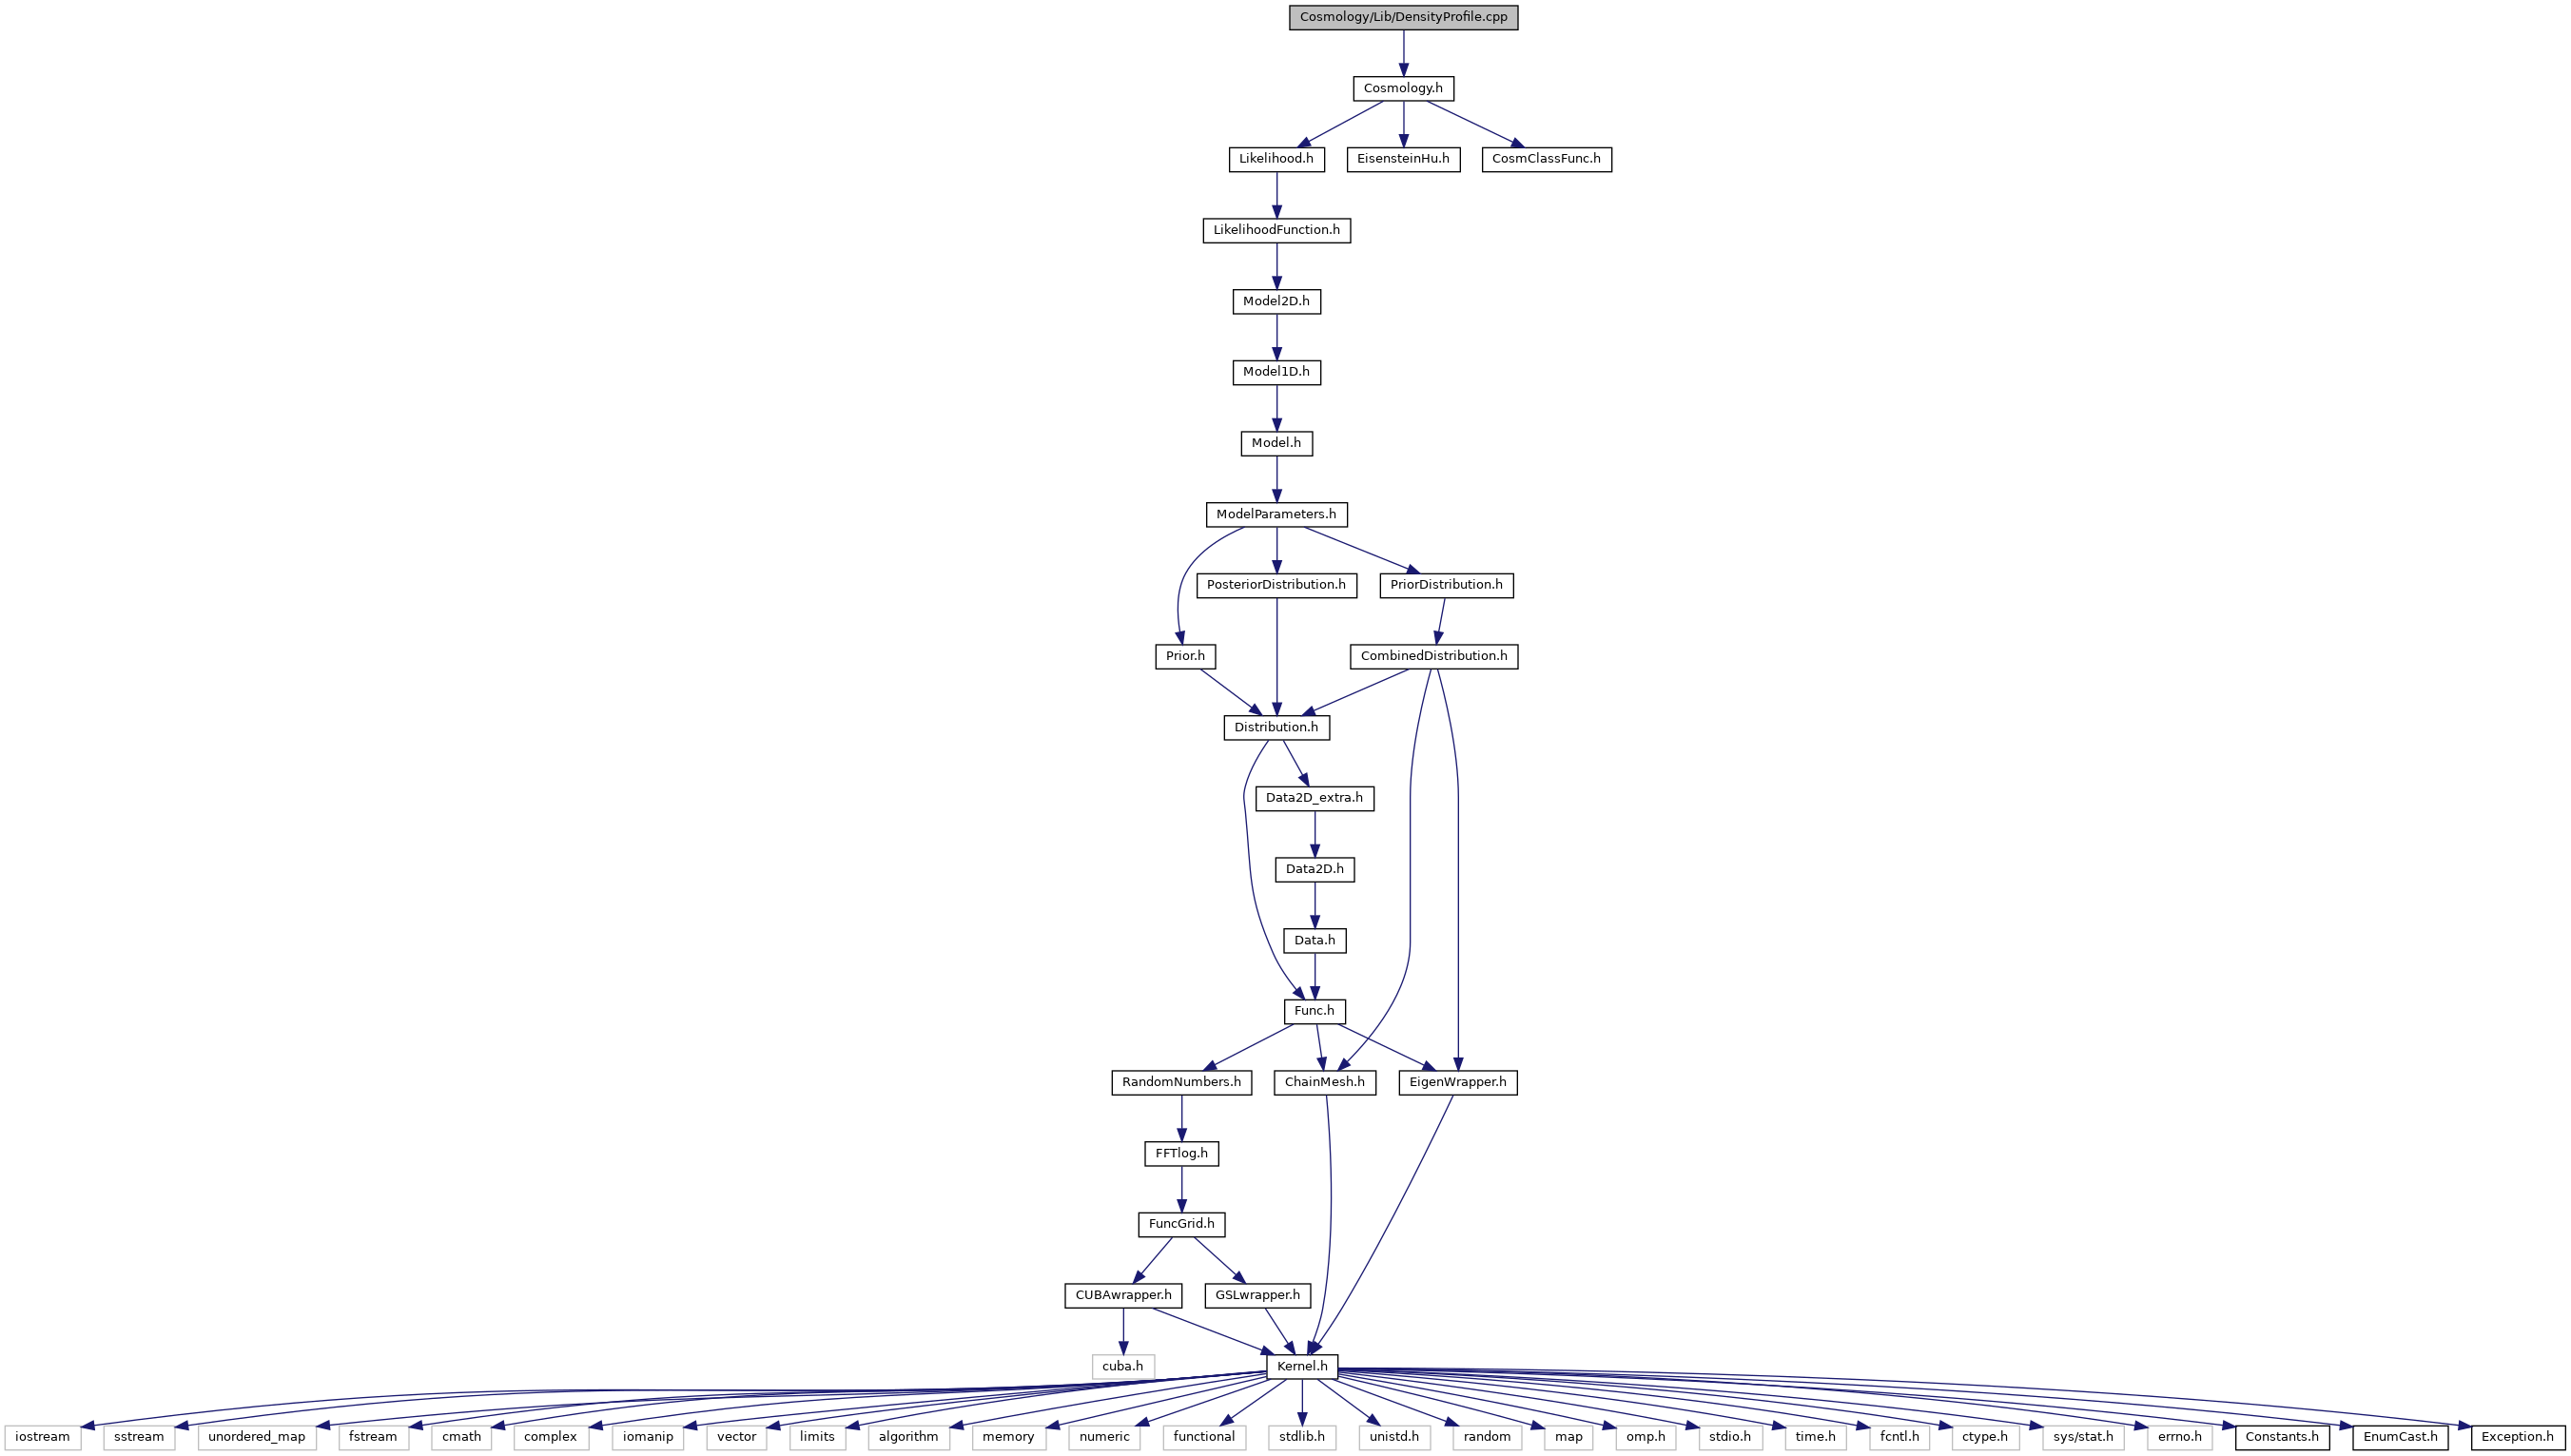 Cosmology/Lib/DensityProfile.cpp
Cosmology.h
Likelihood.h
EisensteinHu.h
CosmClassFunc.h
LikelihoodFunction.h
Model2D.h
Model1D.h
Model.h
ModelParameters.h
PosteriorDistribution.h
PriorDistribution.h
Prior.h
CombinedDistribution.h
Distribution.h
Data2D_extra.h
Data2D.h
Data.h
Func.h
RandomNumbers.h
ChainMesh.h
EigenWrapper.h
FFTlog.h
FuncGrid.h
CUBAwrapper.h
GSLwrapper.h
cuba.h
Kernel.h
iostream
sstream
unordered_map
fstream
cmath
complex
iomanip
vector
limits
algorithm
memory
numeric
functional
stdlib.h
unistd.h
random
map
omp.h
stdio.h
time.h
fcntl.h
ctype.h
sys/stat.h
errno.h
Constants.h
EnumCast.h
Exception.h